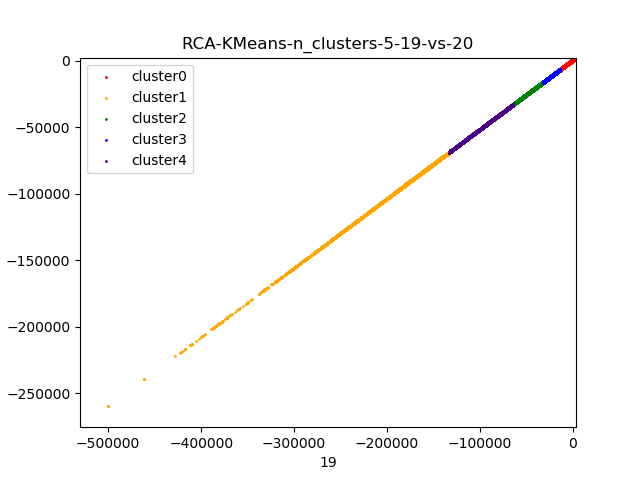 RCA-KMeans-n_clusters-5-19-vs-20
0
−50000
−100000
−150000
−200000
−250000
cluster0
cluster1
cluster2
cluster3
cluster4
−500000 −400000 −300000 −200000 −100000 0
19